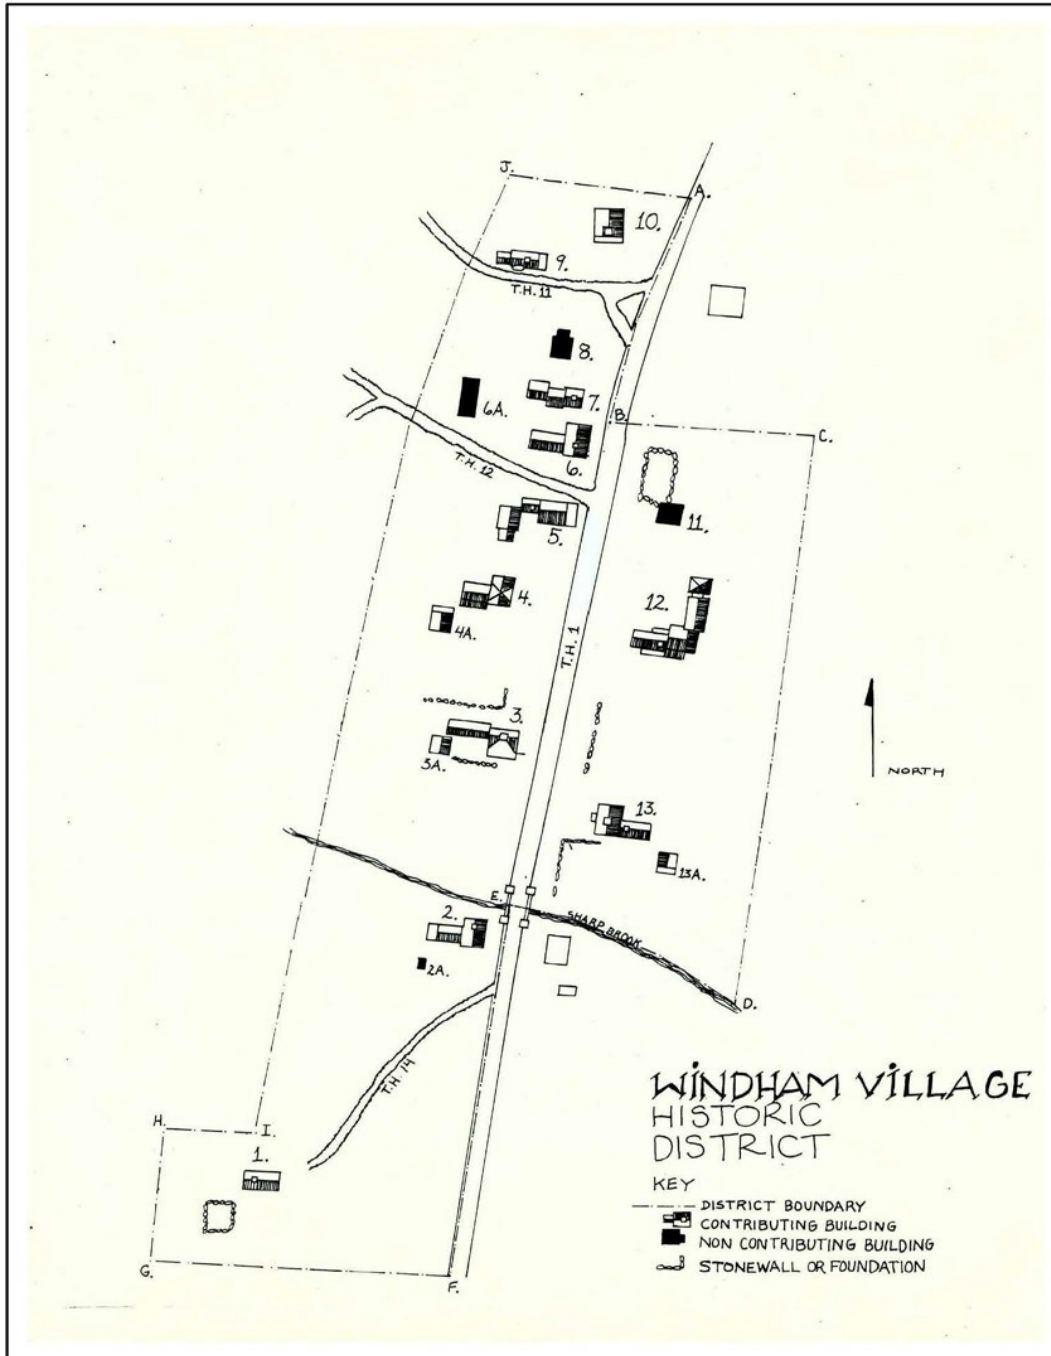 J.
A.
10.
9.
T.H. 11
8.
7.
6A.
B.
C.
6.
T.H. 12
11.
5.
12.
4.
4A.
T.H. 1
3.
3A.
NORTH
13.
13A.
E.
2.
SHARP BROOK
2A.
D.
T.H. 14
H.
I.
1.
G.
F.
WINDHAM VILLAGE
HISTORIC
DISTRICT
KEY
DISTRICT BOUNDARY
CONTRIBUTING BUILDING
NON CONTRIBUTING BUILDING
STONEWALL OR FOUNDATION